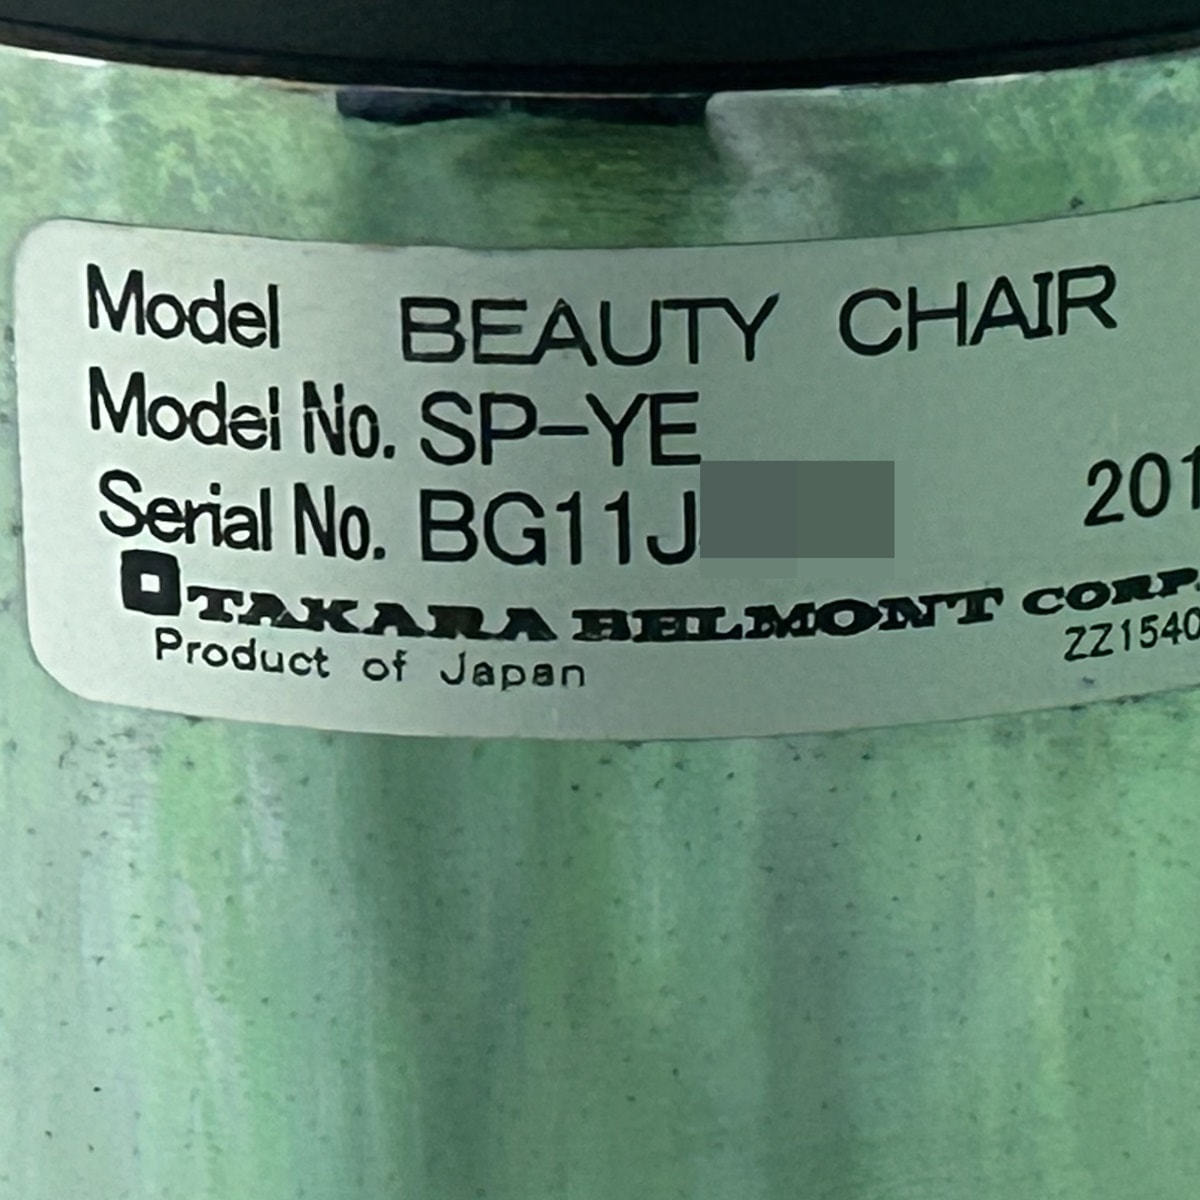 Model BEAUTY CHAIR
Model No. SP-YE
Serial No. BG11J 201
TAKARA BELMONT CORP.
Product of Japan ZZ1540